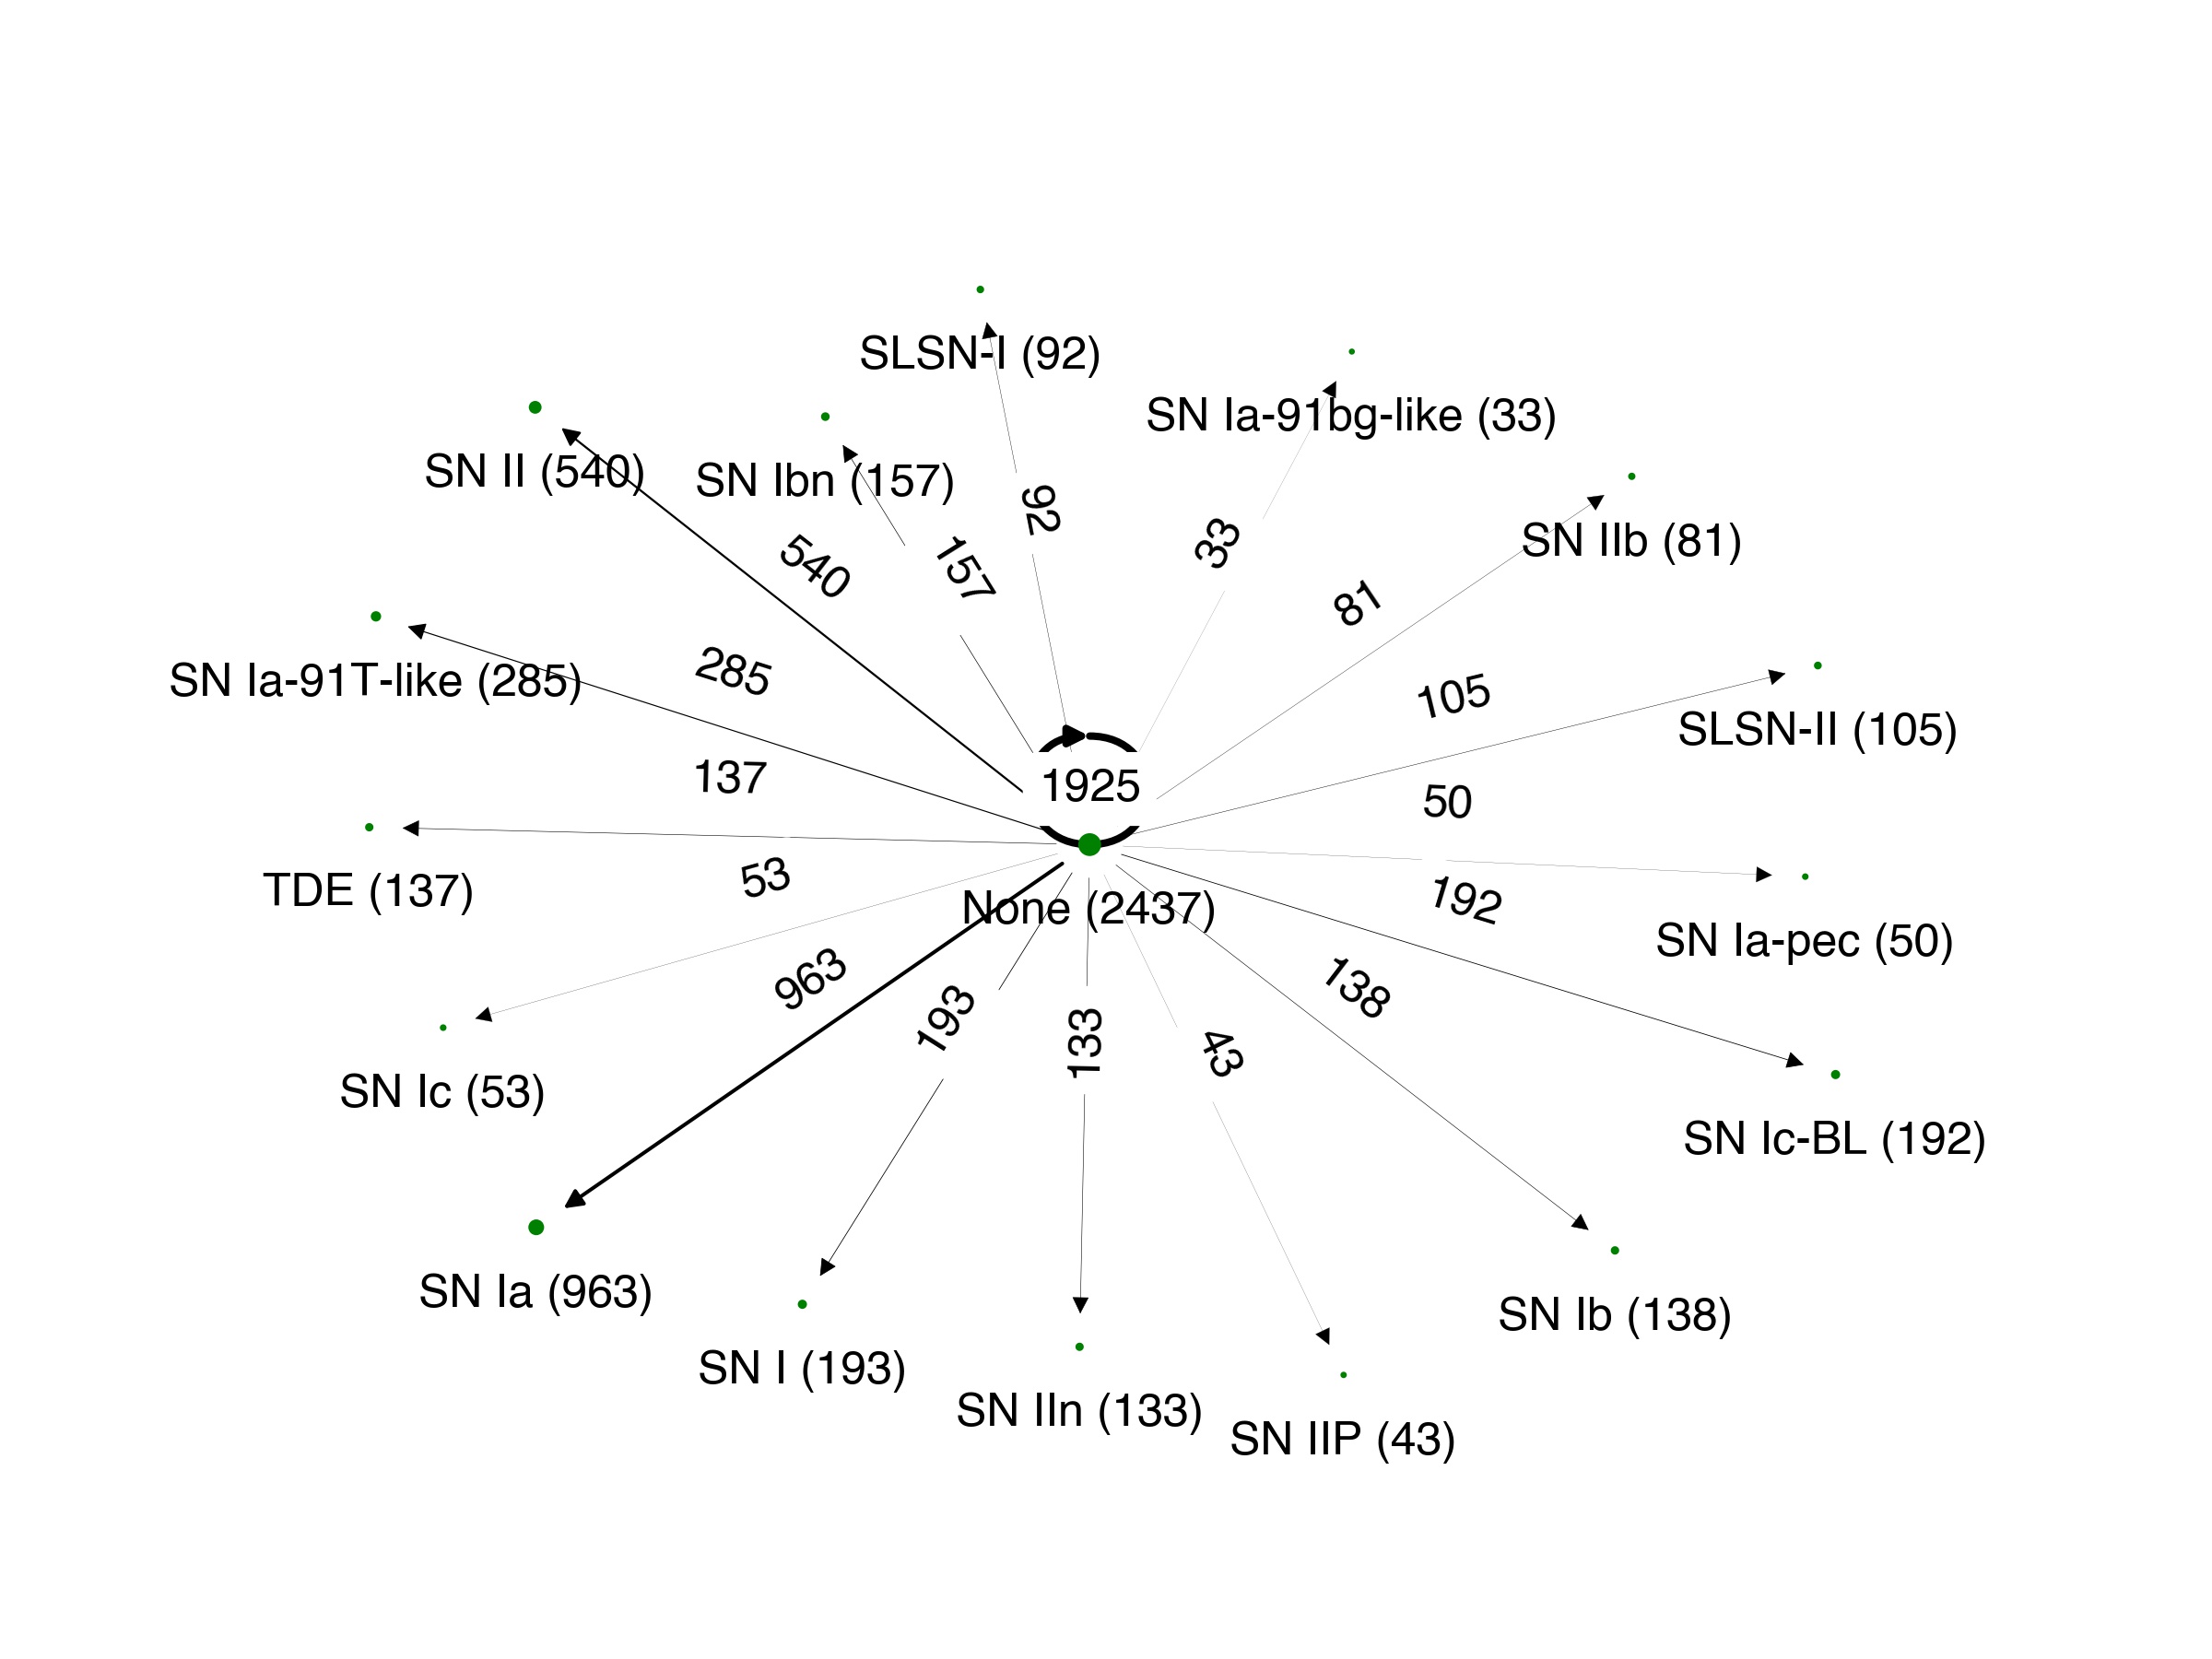 SLSN-I (92)
SN Ia-91bg-like (33)
SN II (540)
SN Ibn (157)
92
SN IIb (81)
33
540
157
81
285
SN Ia-91T-like (285)
105
SLSN-II (105)
137
1925
50
53
TDE (137)
192
None (2437)
SN Ia-pec (50)
963
138
193
133
43
SN Ic (53)
SN Ic-BL (192)
SN Ia (963)
SN Ib (138)
SN I (193)
SN IIn (133)
SN IIP (43)